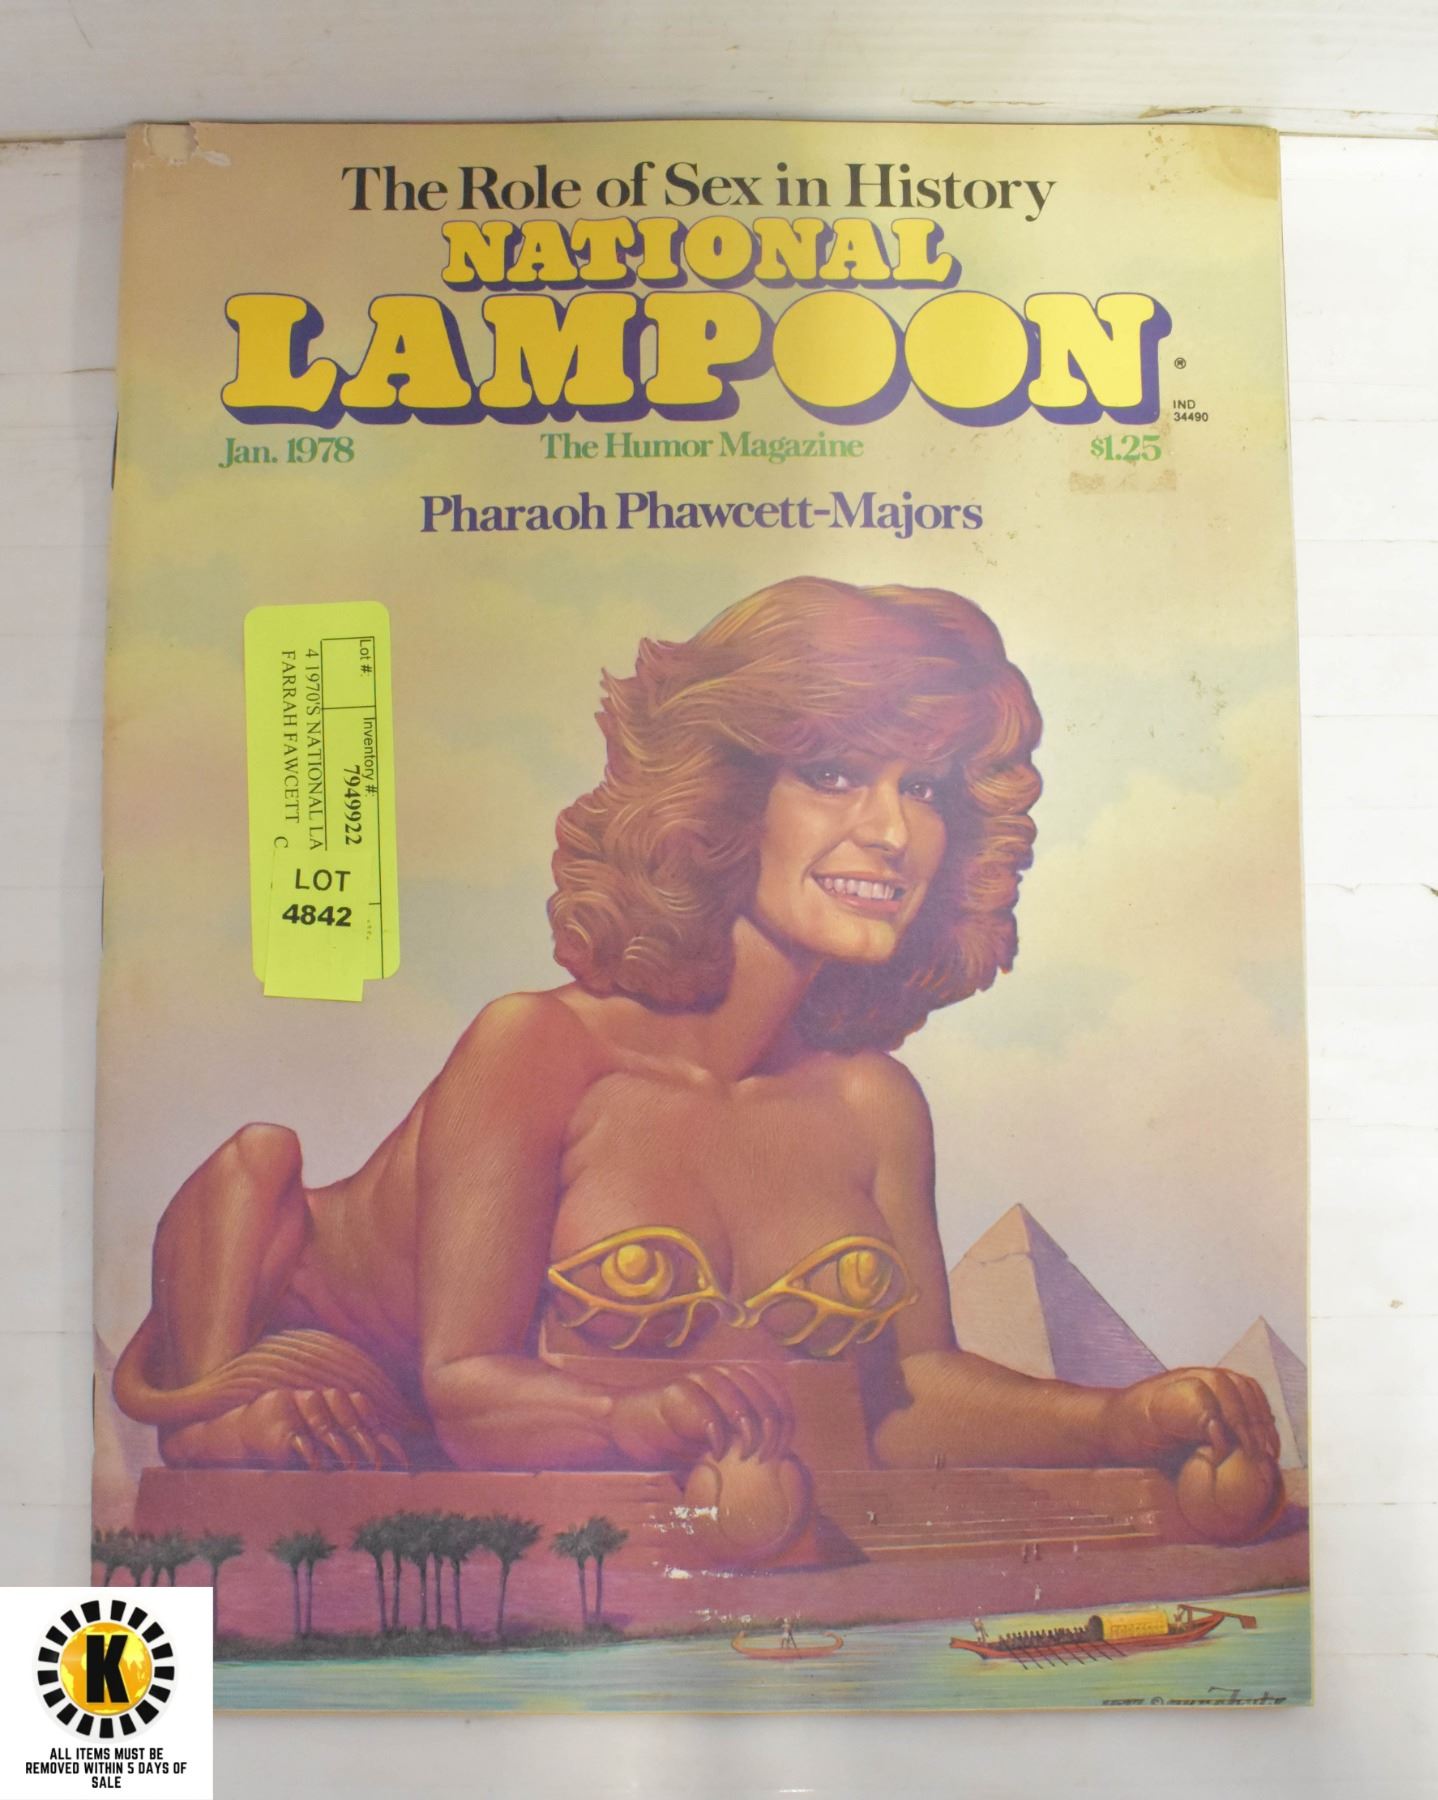 The Role of Sex in History
NATIONAL
LAMPOON
®
IND
34490
Jan. 1978
The Humor Magazine
$1.25
Pharaoh Phawcett-Majors
Lot #:
Inventory #:
7949922
4 1970'S NATIONAL LA
FARRAH FAWCETT C
LOT
4842
K
ALL ITEMS MUST BE
REMOVED WITHIN 5 DAYS OF
SALE